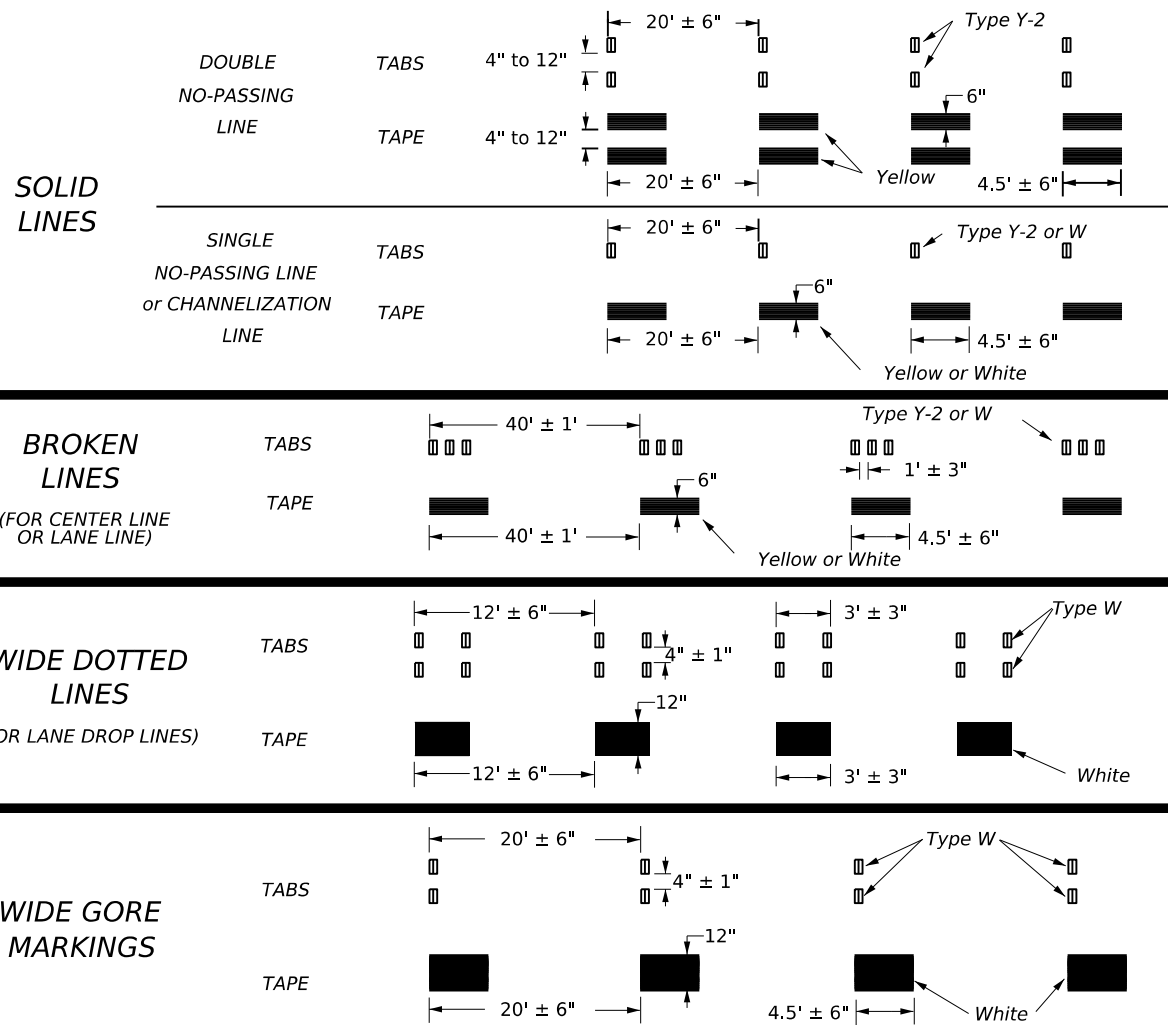 20' ± 6"
Type Y-2
DOUBLE
NO-PASSING
LINE
TABS
4" to 12"
6"
TAPE
4" to 12"
Yellow
20' ± 6"
4.5' ± 6"
SOLID
LINES
SINGLE
NO-PASSING LINE
or CHANNELIZATION
LINE
TABS
20' ± 6"
Type Y-2 or W
TAPE
6"
20' ± 6"
4.5' ± 6"
Yellow or White
BROKEN
LINES
(FOR CENTER LINE
OR LANE LINE)
TABS
40' ± 1'
Type Y-2 or W
1' ± 3"
TAPE
6"
40' ± 1'
4.5' ± 6"
Yellow or White
WIDE DOTTED
LINES
OR LANE DROP LINES)
TABS
12' ± 6"
3' ± 3"
Type W
4" ± 1"
TAPE
12"
12' ± 6"
3' ± 3"
White
WIDE GORE
MARKINGS
TABS
20' ± 6"
Type W
4" ± 1"
TAPE
12"
20' ± 6"
4.5' ± 6"
White